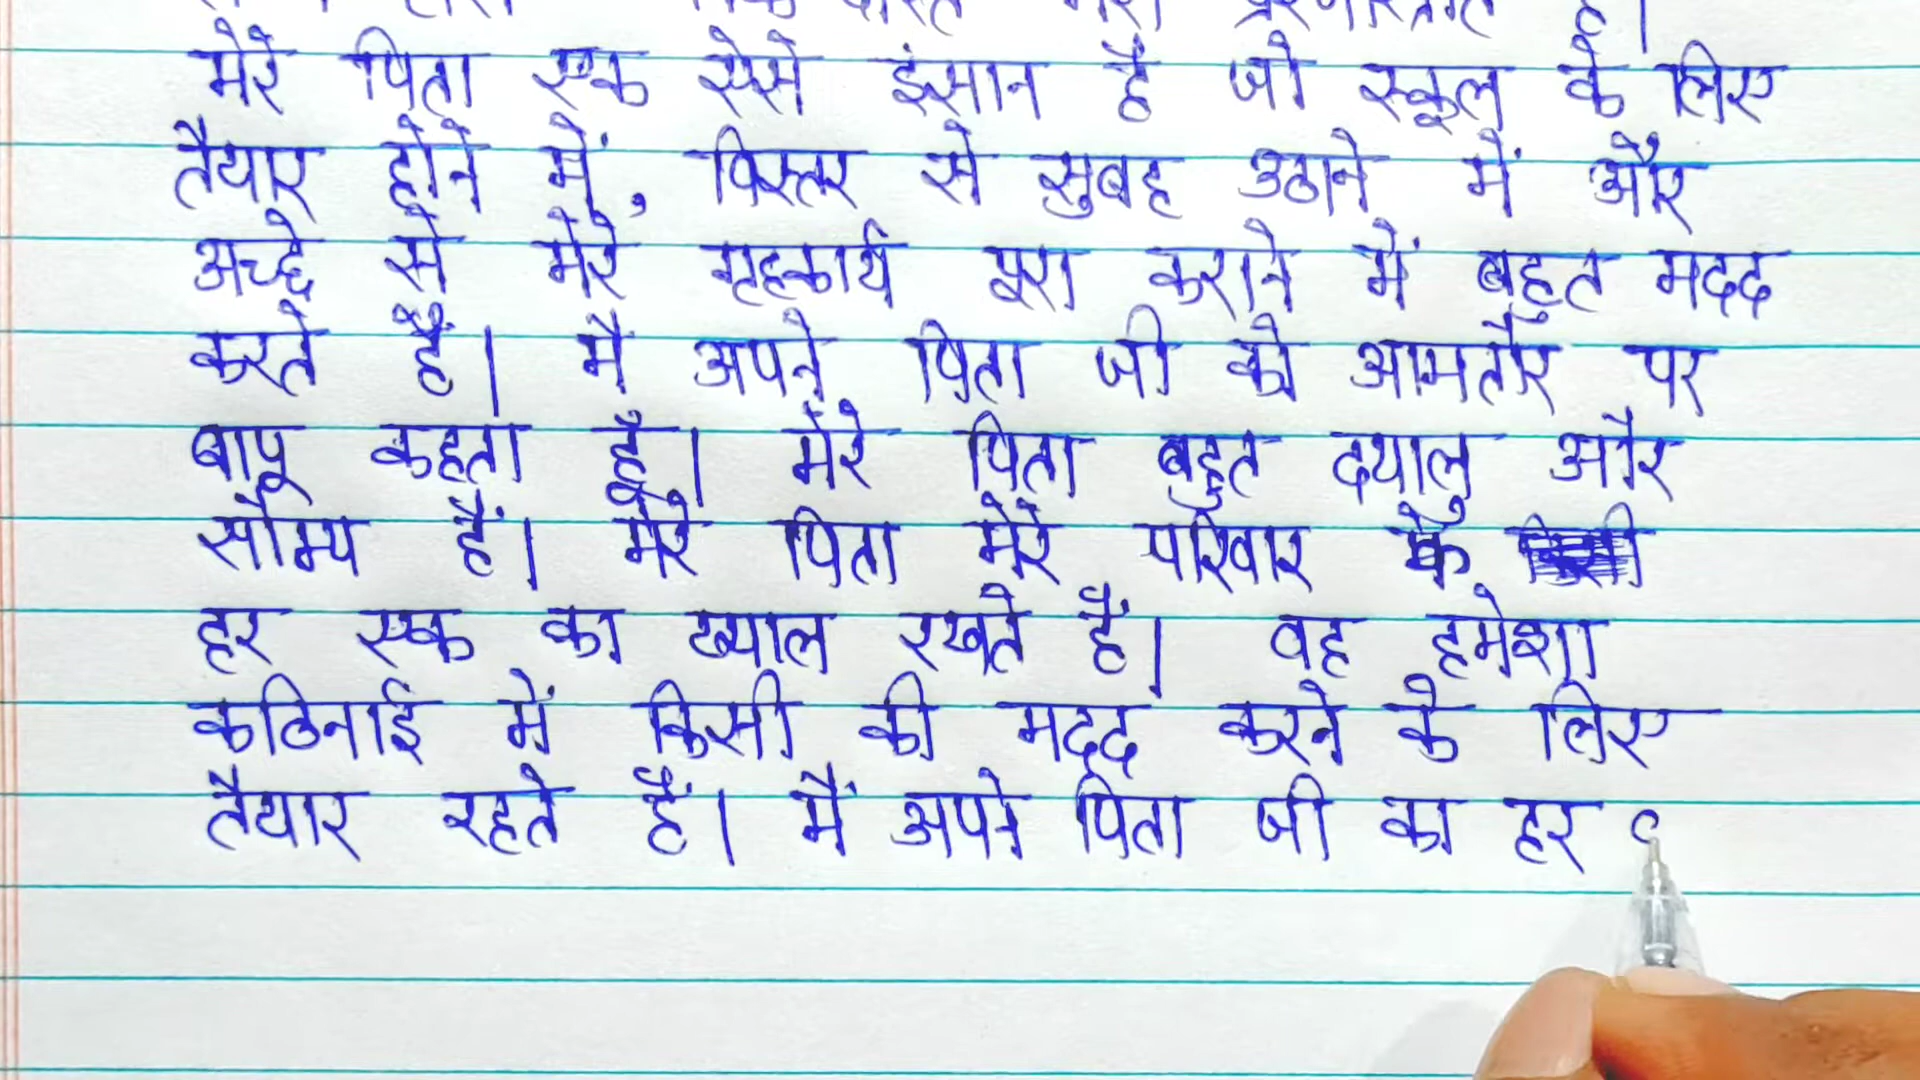 मेरे पिता एक ऐसे इंसान हैं जो स्कूल के लिए
तैयार होने में, बिस्तर से सुबह उठाने में और
अच्छे से मेरे गृहकार्य पूरा कराने में बहुत मदद
करते हैं। मैं अपने पिता जी को आमतौर पर
बापू कहता हूँ। मेरे पिता बहुत दयालु और
सौम्य हैं। मेरे पिता मेरे परिवार के
हर एक का ख्याल रखते हैं। वह हमेशा
कठिनाई में किसी की मदद करने के लिए
तैयार रहते हैं। मैं अपने पिता जी का हर